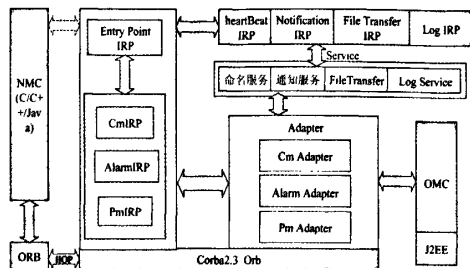 NMC
(C/C+
+/Jav
a)
ORB
IIOP
Entry Point
IRP
CmIRP
AlarmIRP
PmIRP
heartBeat
IRP
Notification
IRP
File Transfer
IRP
Log IRP
Service
命名服务
通知服务
FileTransfer
Log Service
Adapter
Cm Adapter
Alarm Adapter
Pm Adapter
OMC
J2EE
Corba2.3 Orb